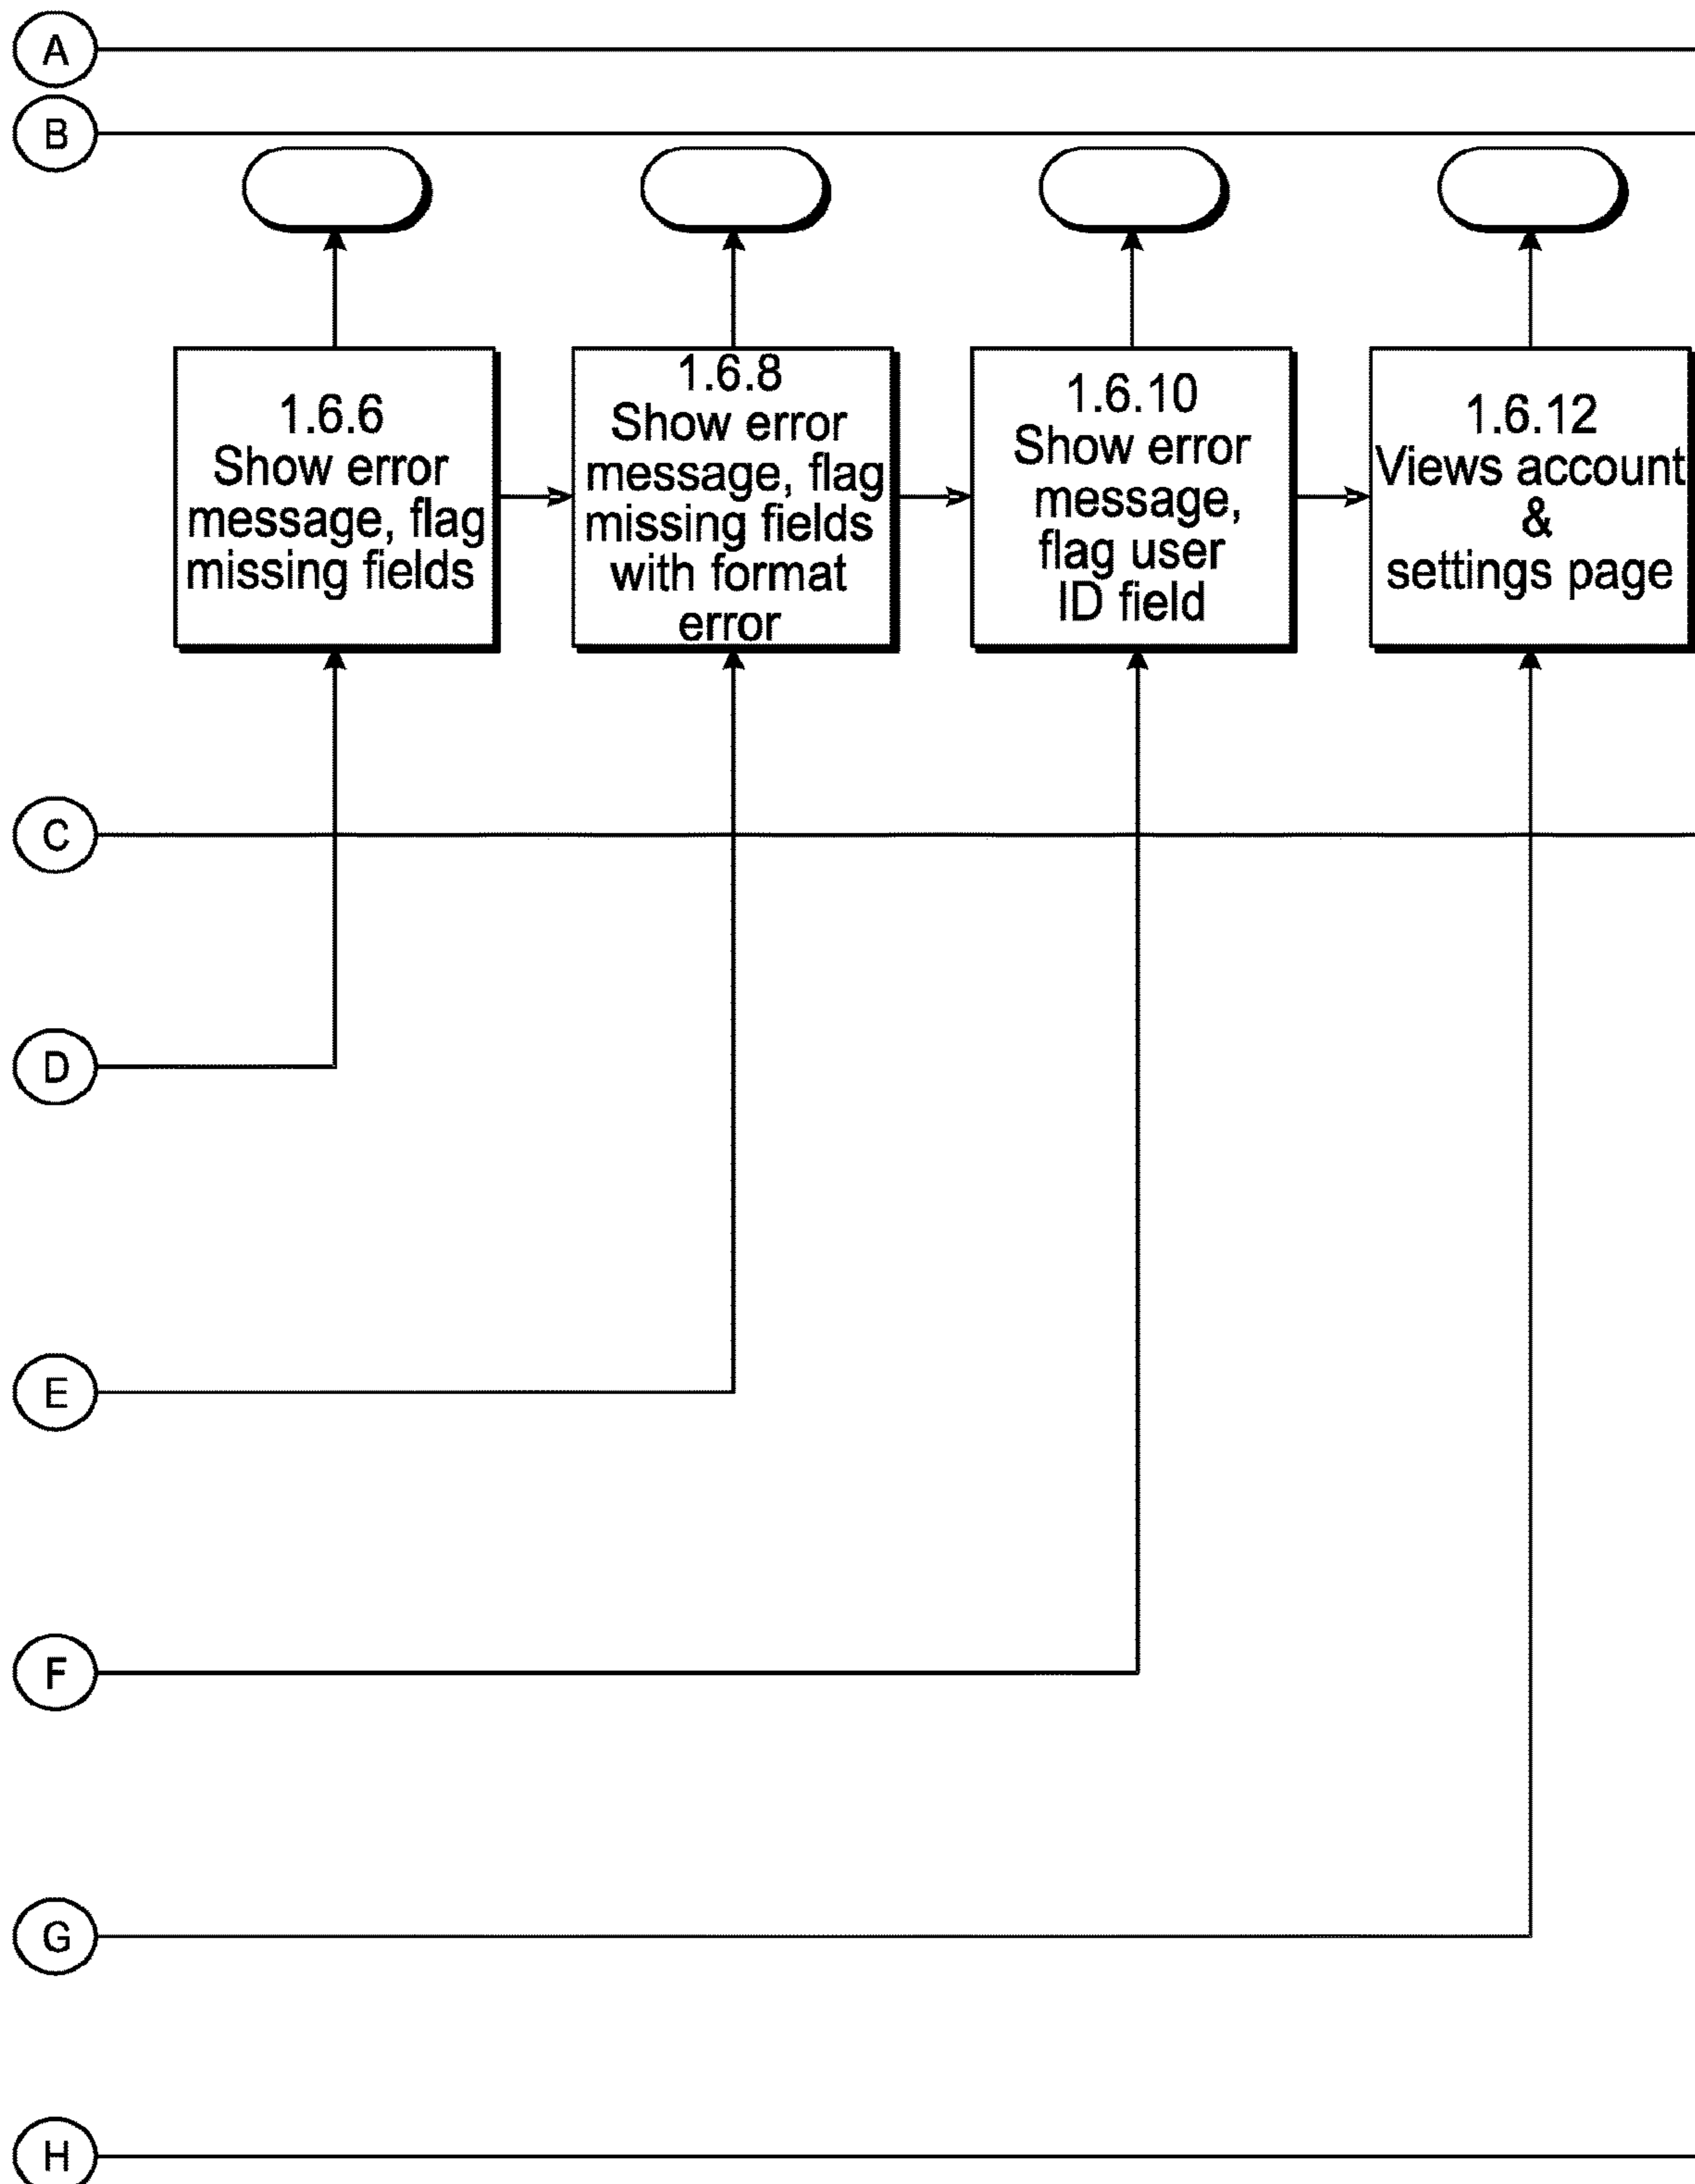 A
B
1.6.6
Show error
message, flag
missing fields
1.6.8
Show error
message, flag
missing fields
with format
error
1.6.10
Show error
message,
flag user
ID field
1.6.12
Views account
&
settings page
C
D
E
F
G
H